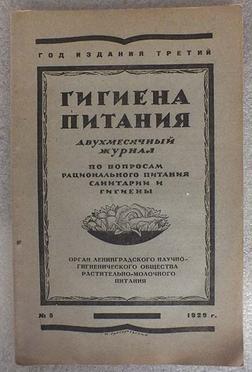 ГОД ИЗДАНИЯ ТРЕТИЙ
ГИГИЕНА
ПИТАНИЯ
ДВУХМЕСЯЧНЫЙ
ЖУРНАЛ
ПО ВОПРОСАМ
РАЦИОНАЛЬНОГО ПИТАНИЯ
САНИТАРИИ И
ГИГИЕНЫ
ОРГАН ЛЕНИНГРАДСКОГО НАУЧНО-
ГИГИЕНИЧЕСКОГО ОБЩЕСТВА
РАСТИТЕЛЬНО-МОЛОЧНОГО
ПИТАНИЯ
№ 5
1929 г.